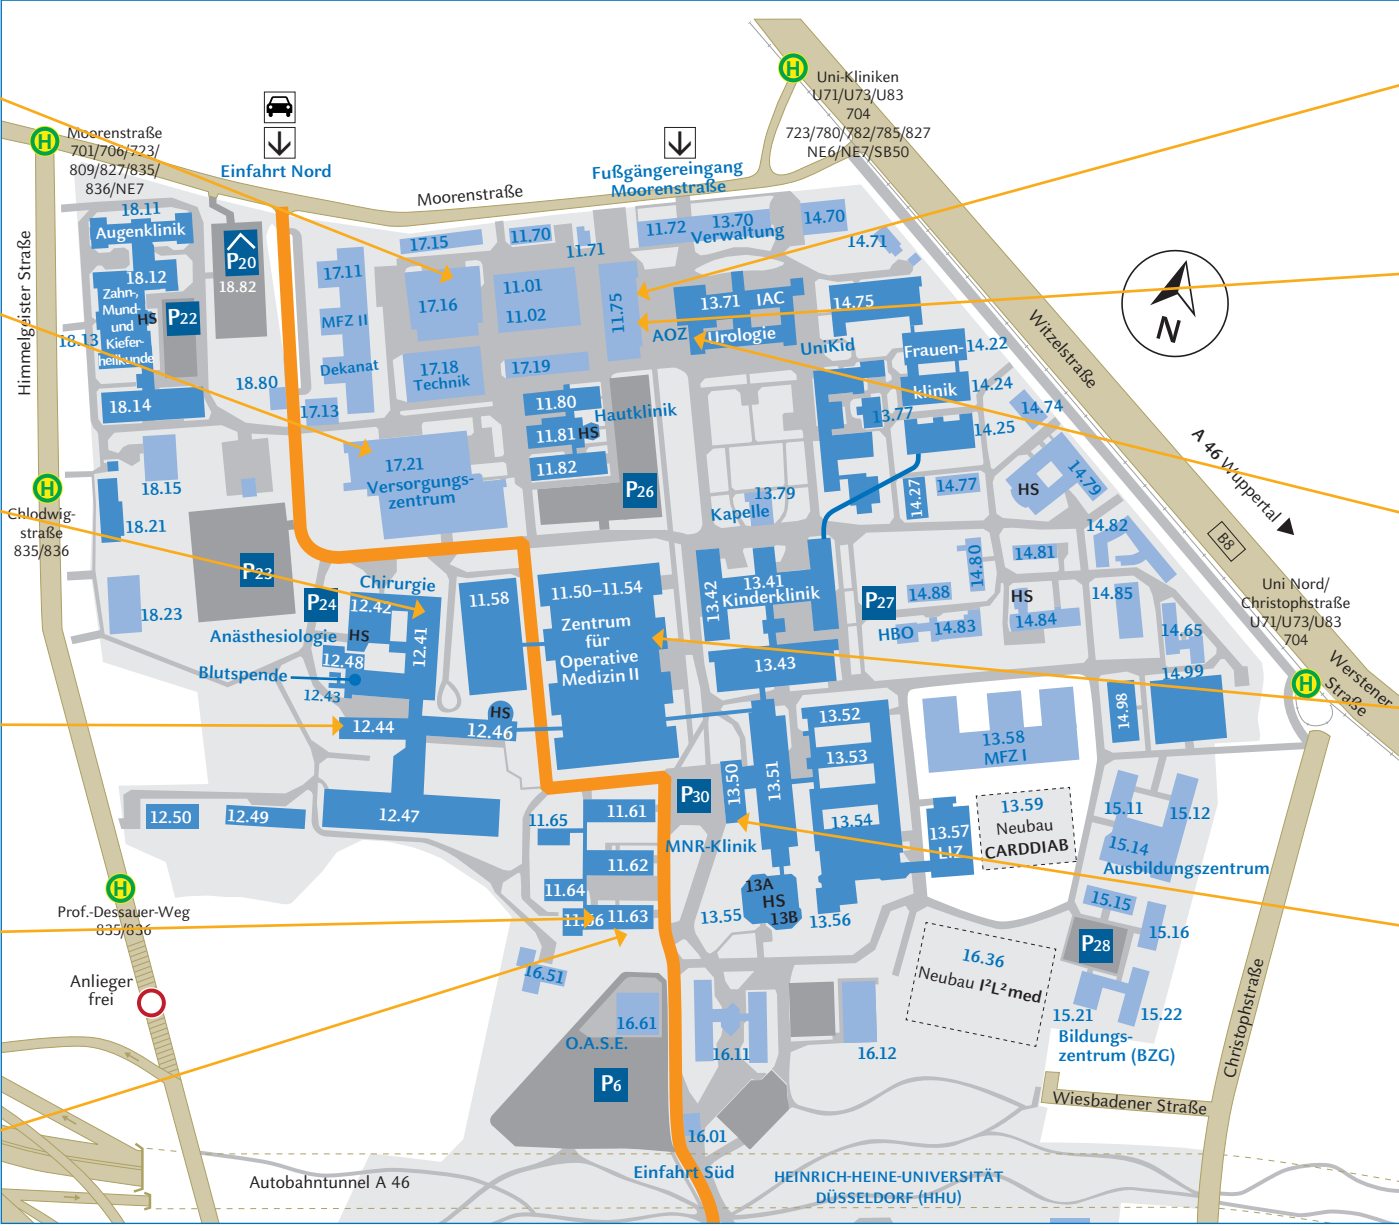 H
Uni-Kliniken
U71/U73/U83
704
723/780/782/785/827
NE6/NE7/SB50
H
Moorenstraße
701/706/723/
809/827/835/
836/NE7
Einfahrt Nord
Fußgängereingang
Moorenstraße
Moorenstraße
Himmelgeister Straße
18.11
Augenklinik
18.12
Zahn-,
Mund-
und
Kiefer-
heilkunde
HS
P22
18.13
18.14
P20
18.82
18.80
17.11
MFZ II
Dekanat
17.13
17.15
17.16
17.18
Technik
11.70
11.71
11.01
11.02
17.19
11.75
11.72
13.70
Verwaltung
14.70
14.71
13.71
IAC
AOZ
Urologie
14.75
UniKid
Frauen-
klinik
14.22
14.24
14.25
13.77
14.74
N
Witzelstraße
A 46 Wuppertal
B8
11.80
11.81
HS
11.82
Hautklinik
P26
17.21
Versorgungs-
zentrum
18.15
18.21
18.23
P23
H
Chlodwig-
straße
835/836
13.79
Kapelle
14.27
14.77
HS
14.79
14.82
14.80
14.81
14.88
HS
14.84
14.85
HBO
14.83
P27
14.65
14.99
14.98
Uni Nord/
Christophstraße
U71/U73/U83
704
H
Werstener
Straße
Chirurgie
P24
12.42
HS
12.41
Anästhesiologie
12.48
Blutspende
12.43
12.44
HS
12.46
11.58
11.50–11.54
Zentrum
für
Operative
Medizin II
13.42
13.41
Kinderklinik
13.43
13.52
13.53
13.54
13.50
13.51
P30
MNR-Klinik
13.58
MFZ I
13.57
LIZ
13.59
Neubau
CARDDIAB
13A
HS
13B
13.55
13.56
12.50
12.49
12.47
11.65
11.61
11.62
11.64
11.66
11.63
15.11
15.12
15.14
Ausbildungszentrum
15.15
15.16
P28
15.21
15.22
Bildungs-
zentrum (BZG)
16.36
Neubau I²L²med
H
Prof.-Dessauer-Weg
835/836
Anlieger
frei
16.51
16.61
O.A.S.E.
P6
16.11
16.12
16.01
Einfahrt Süd
Autobahntunnel A 46
HEINRICH-HEINE-UNIVERSITÄT
DÜSSELDORF (HHU)
Wiesbadener Straße
Christophstraße